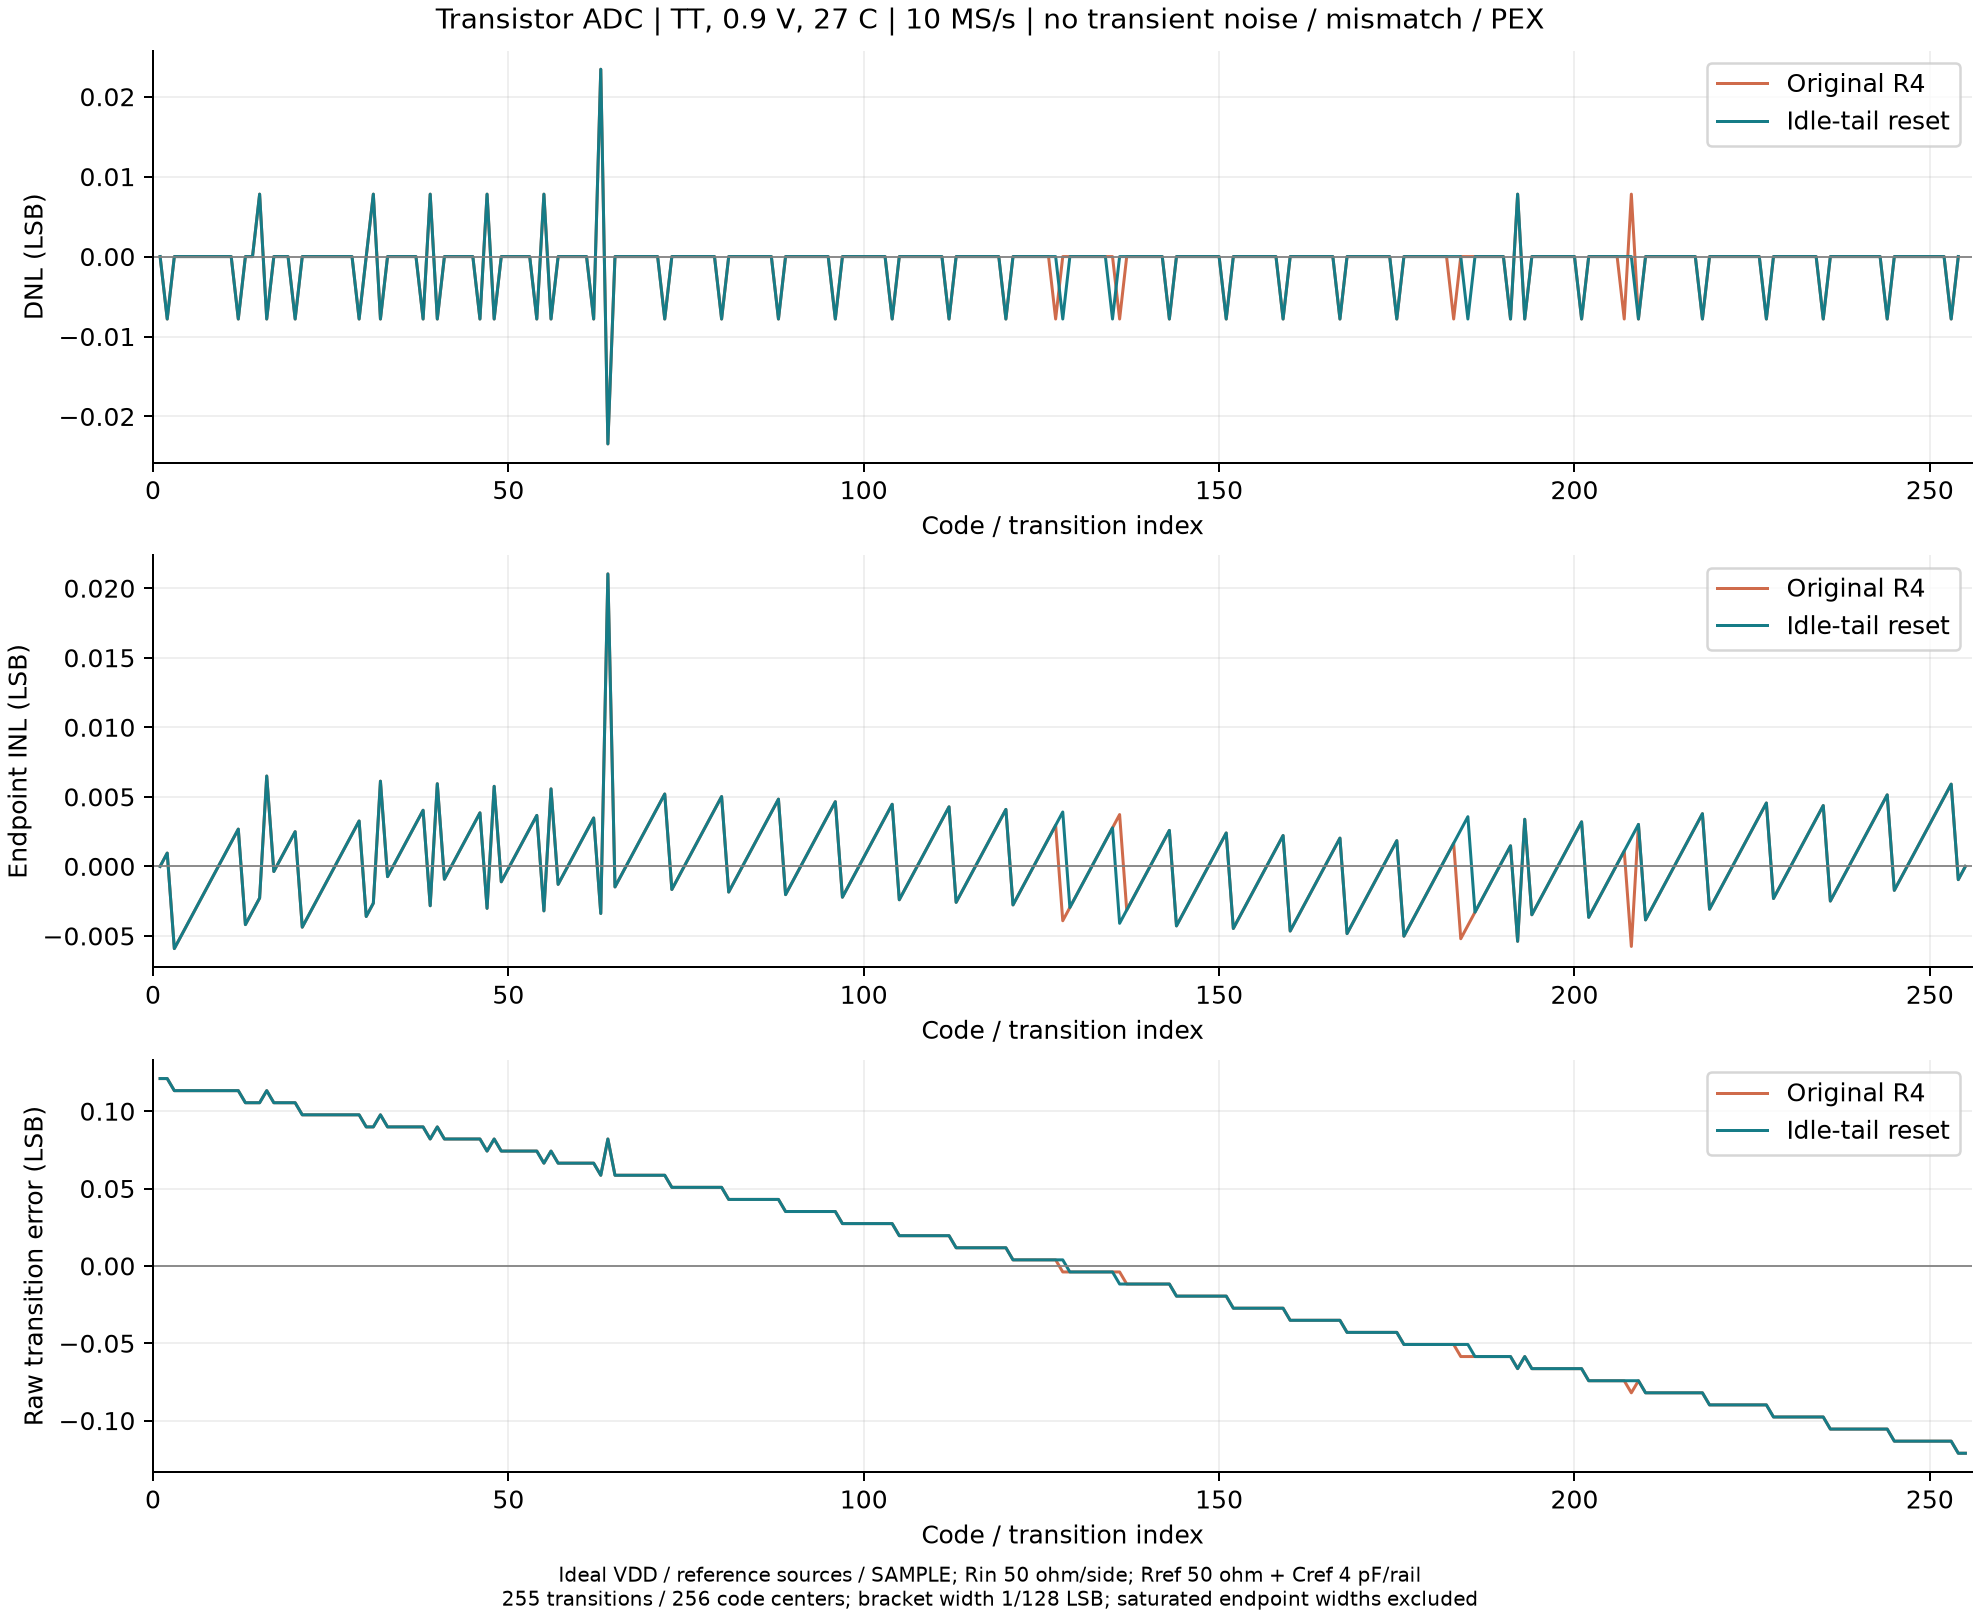 Transistor ADC | TT, 0.9 V, 27 C | 10 MS/s | no transient noise / mismatch / PEX
DNL (LSB)
0.02
0.01
0.00
−0.01
−0.02
Original R4
Idle-tail reset
0 50 100 150 200 250
Code / transition index
Endpoint INL (LSB)
0.020
0.015
0.010
0.005
0.000
−0.005
Original R4
Idle-tail reset
0 50 100 150 200 250
Code / transition index
Raw transition error (LSB)
0.10
0.05
0.00
−0.05
−0.10
Original R4
Idle-tail reset
0 50 100 150 200 250
Code / transition index
Ideal VDD / reference sources / SAMPLE; Rin 50 ohm/side; Rref 50 ohm + Cref 4 pF/rail
255 transitions / 256 code centers; bracket width 1/128 LSB; saturated endpoint widths excluded